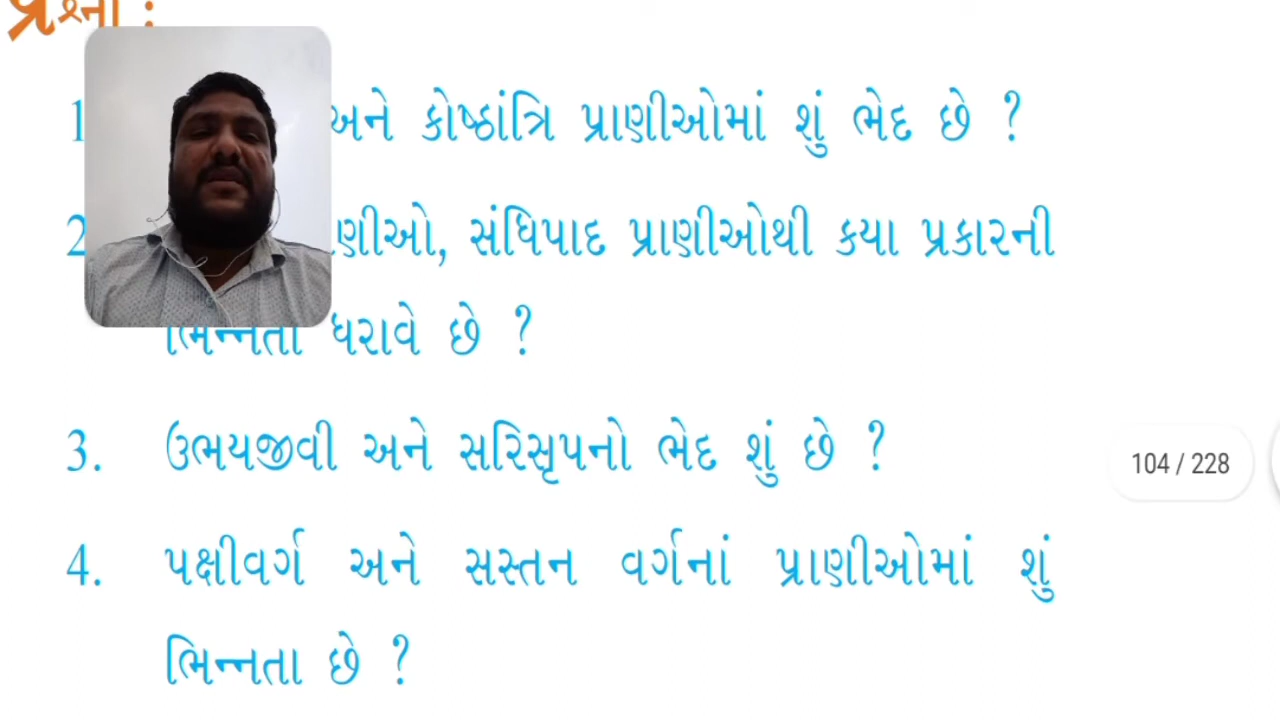 પ્રશ્નો :
1 અને કોષ્ઠાંત્રિ પ્રાણીઓમાં શું ભેદ છે ?
2 સંધિપાદ પ્રાણીઓથી કયા પ્રકારની
ભિન્નતા ધરાવે છે ?
3. ઉભયજીવી અને સરિસૃપનો ભેદ શું છે ?
104 / 228
4. પક્ષીવર્ગ અને સસ્તન વર્ગનાં પ્રાણીઓમાં શું
ભિન્નતા છે ?